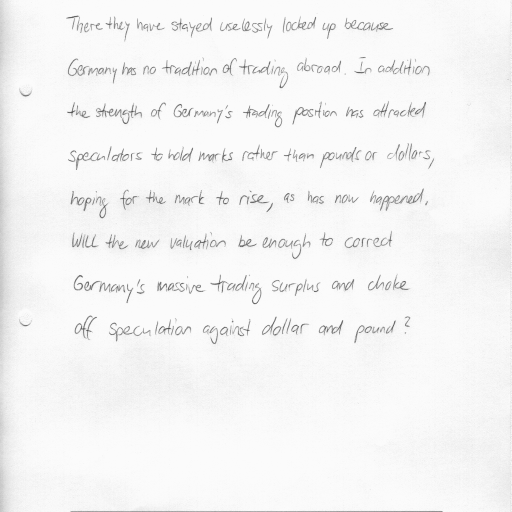 There they have stayed uselessly locked up because
Germany has no tradition of trading abroad. In addition
the strength of Germany's trading position has attracted
speculators to hold marks rather than pounds or dollars,
hoping for the mark to rise, as has now happened.
Will the new valuation be enough to correct
Germany's massive trading surplus and choke
off speculation against dollar and pound?